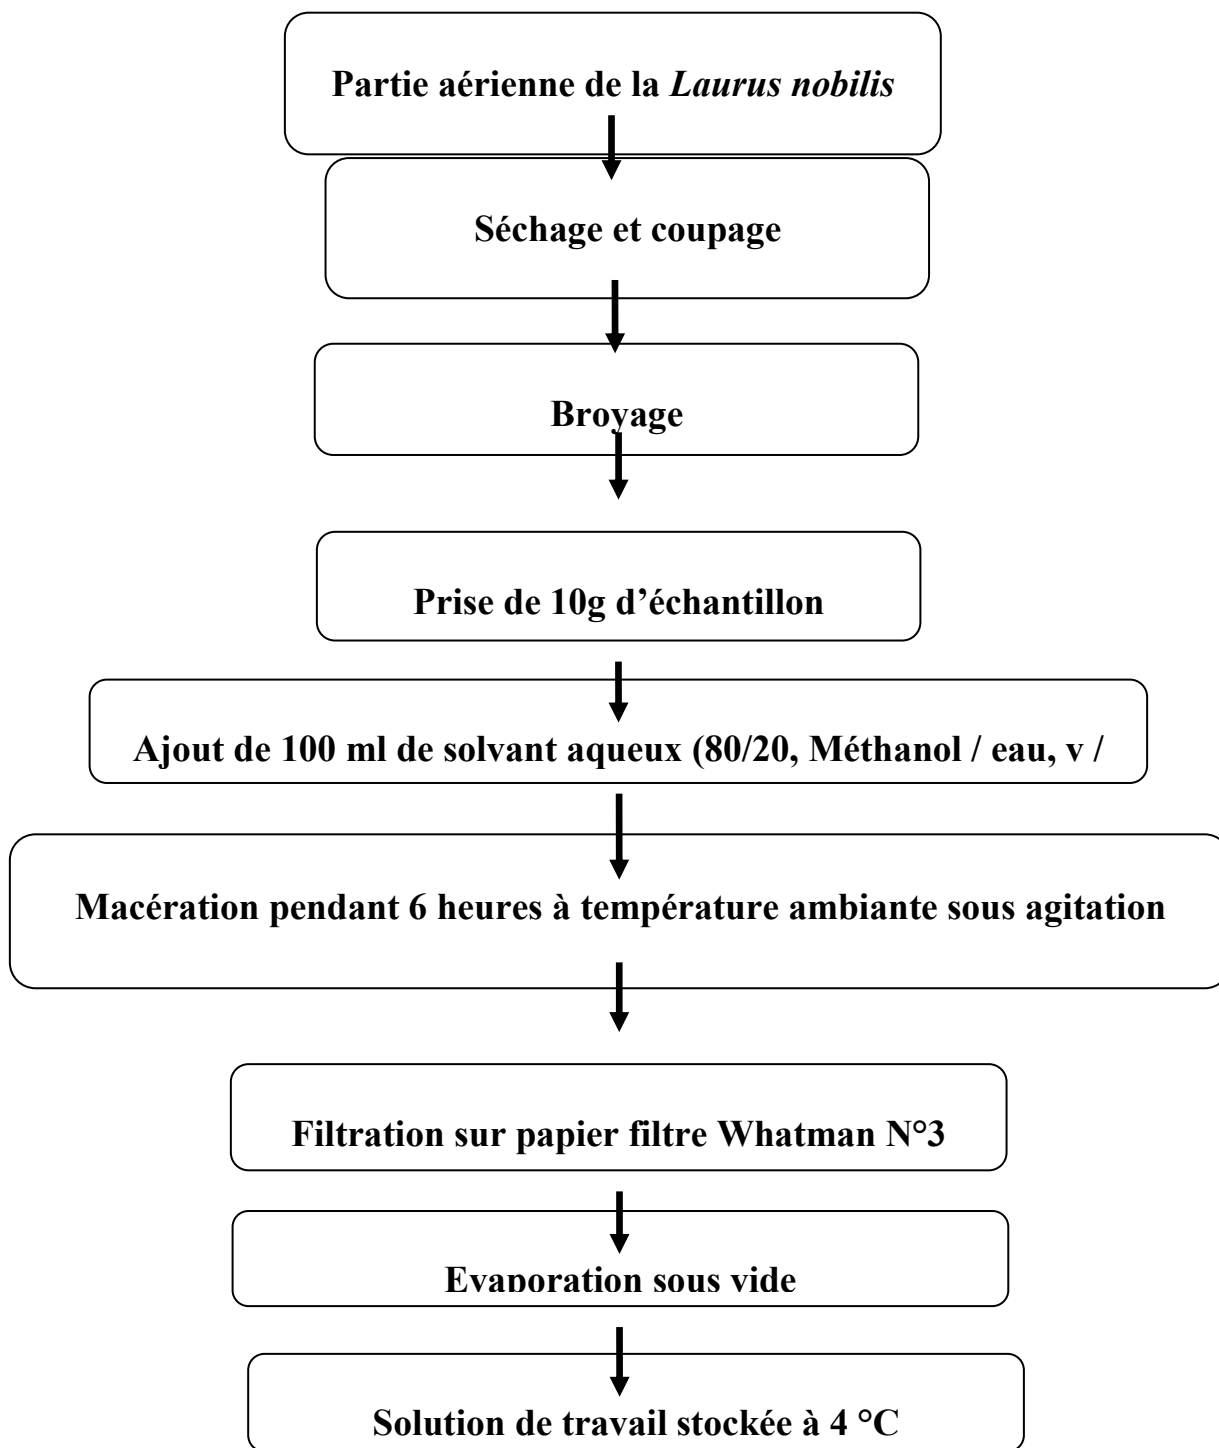 Partie aérienne de la Laurus nobilis
Séchage et coupage
Broyage
Prise de 10g d’échantillon
Ajout de 100 ml de solvant aqueux (80/20, Méthanol / eau, v /
Macération pendant 6 heures à température ambiante sous agitation
Filtration sur papier filtre Whatman N°3
Evaporation sous vide
Solution de travail stockée à 4 °C